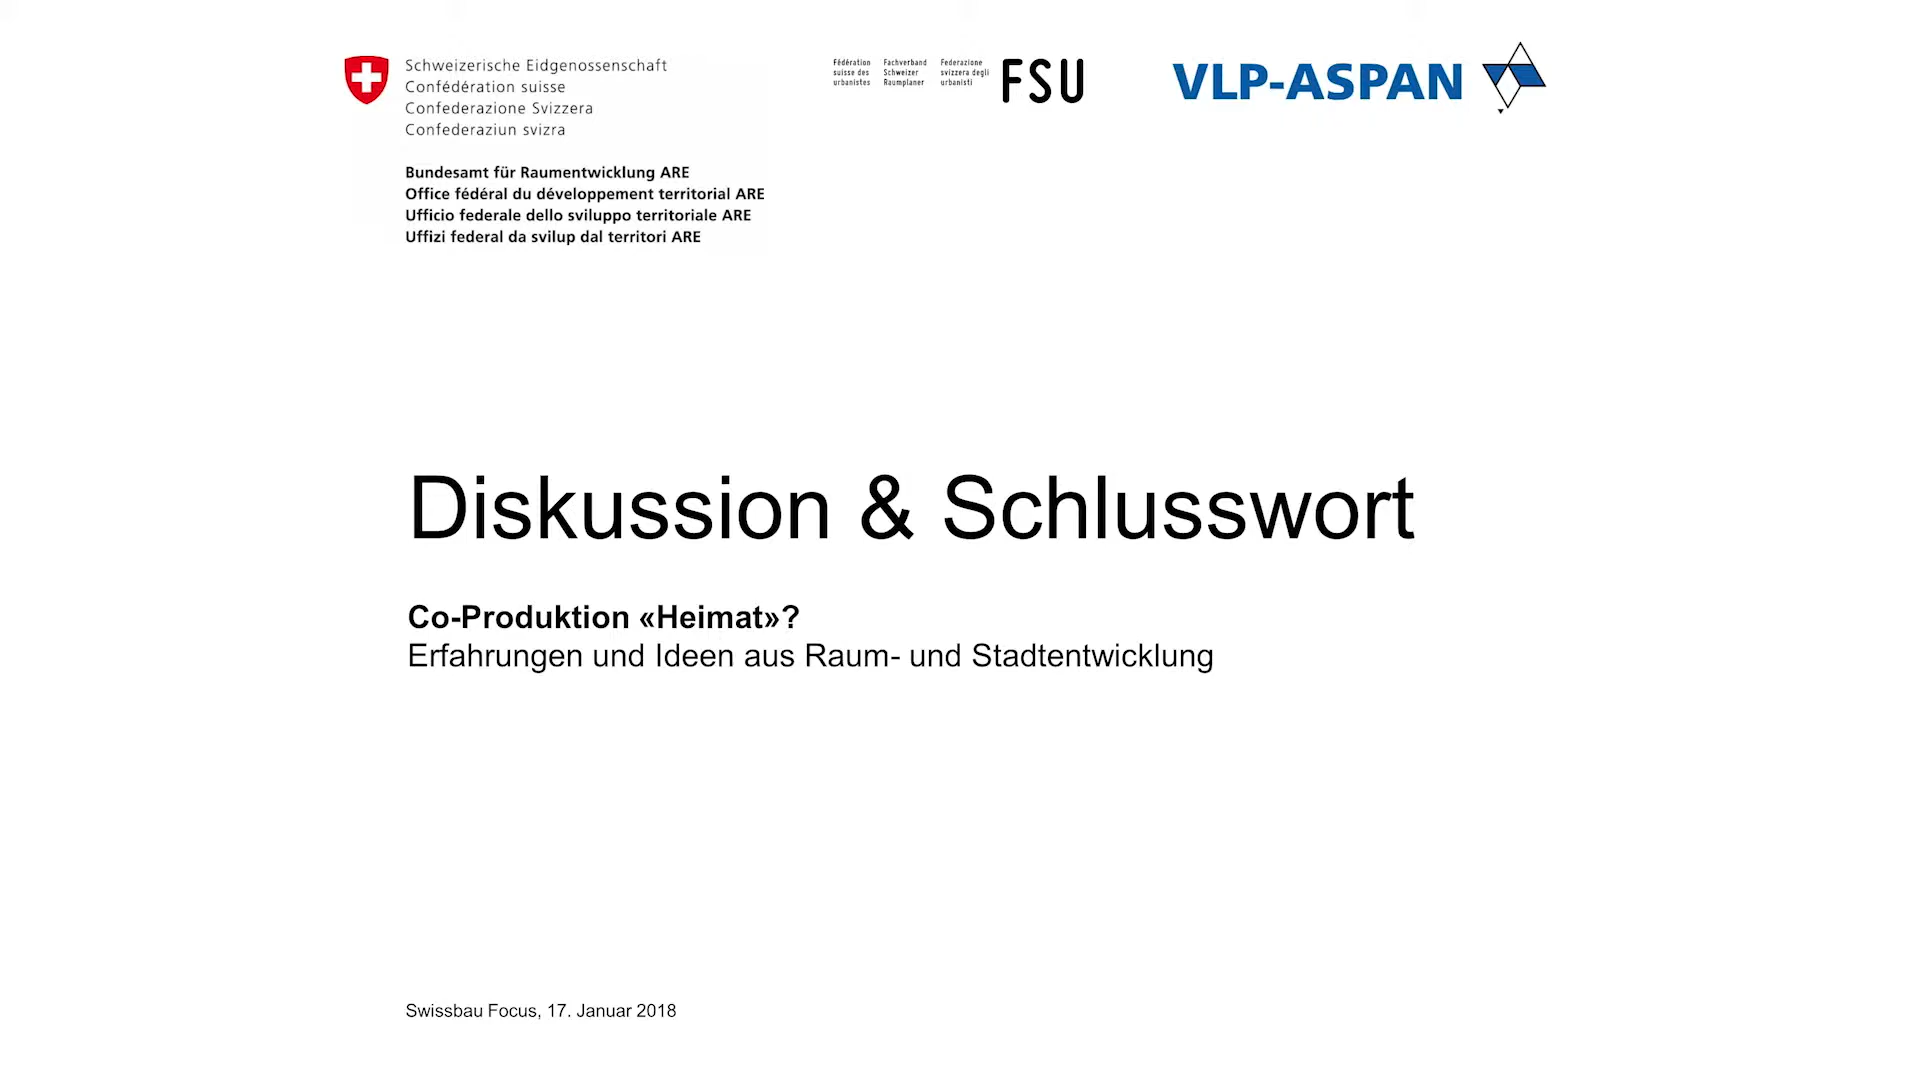 Schweizerische Eidgenossenschaft
Confédération suisse
Confederazione Svizzera
Confederaziun svizra
Bundesamt für Raumentwicklung ARE
Office fédéral du développement territorial ARE
Ufficio federale dello sviluppo territoriale ARE
Uffizi federal da svilup dal territori ARE
Fédération
suisse des
urbanistes
Fachverband
Schweizer
Raumplaner
Federazione
svizzera degli
urbanisti
FSU
VLP-ASPAN
Diskussion & Schlusswort
Co-Produktion «Heimat»?
Erfahrungen und Ideen aus Raum- und Stadtentwicklung
Swissbau Focus, 17. Januar 2018